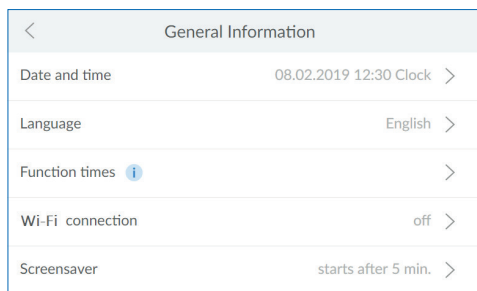 General Information
Date and time 08.02.2019 12:30 Clock
Language English
Function times i
Wi-Fi connection off
Screensaver starts after 5 min.